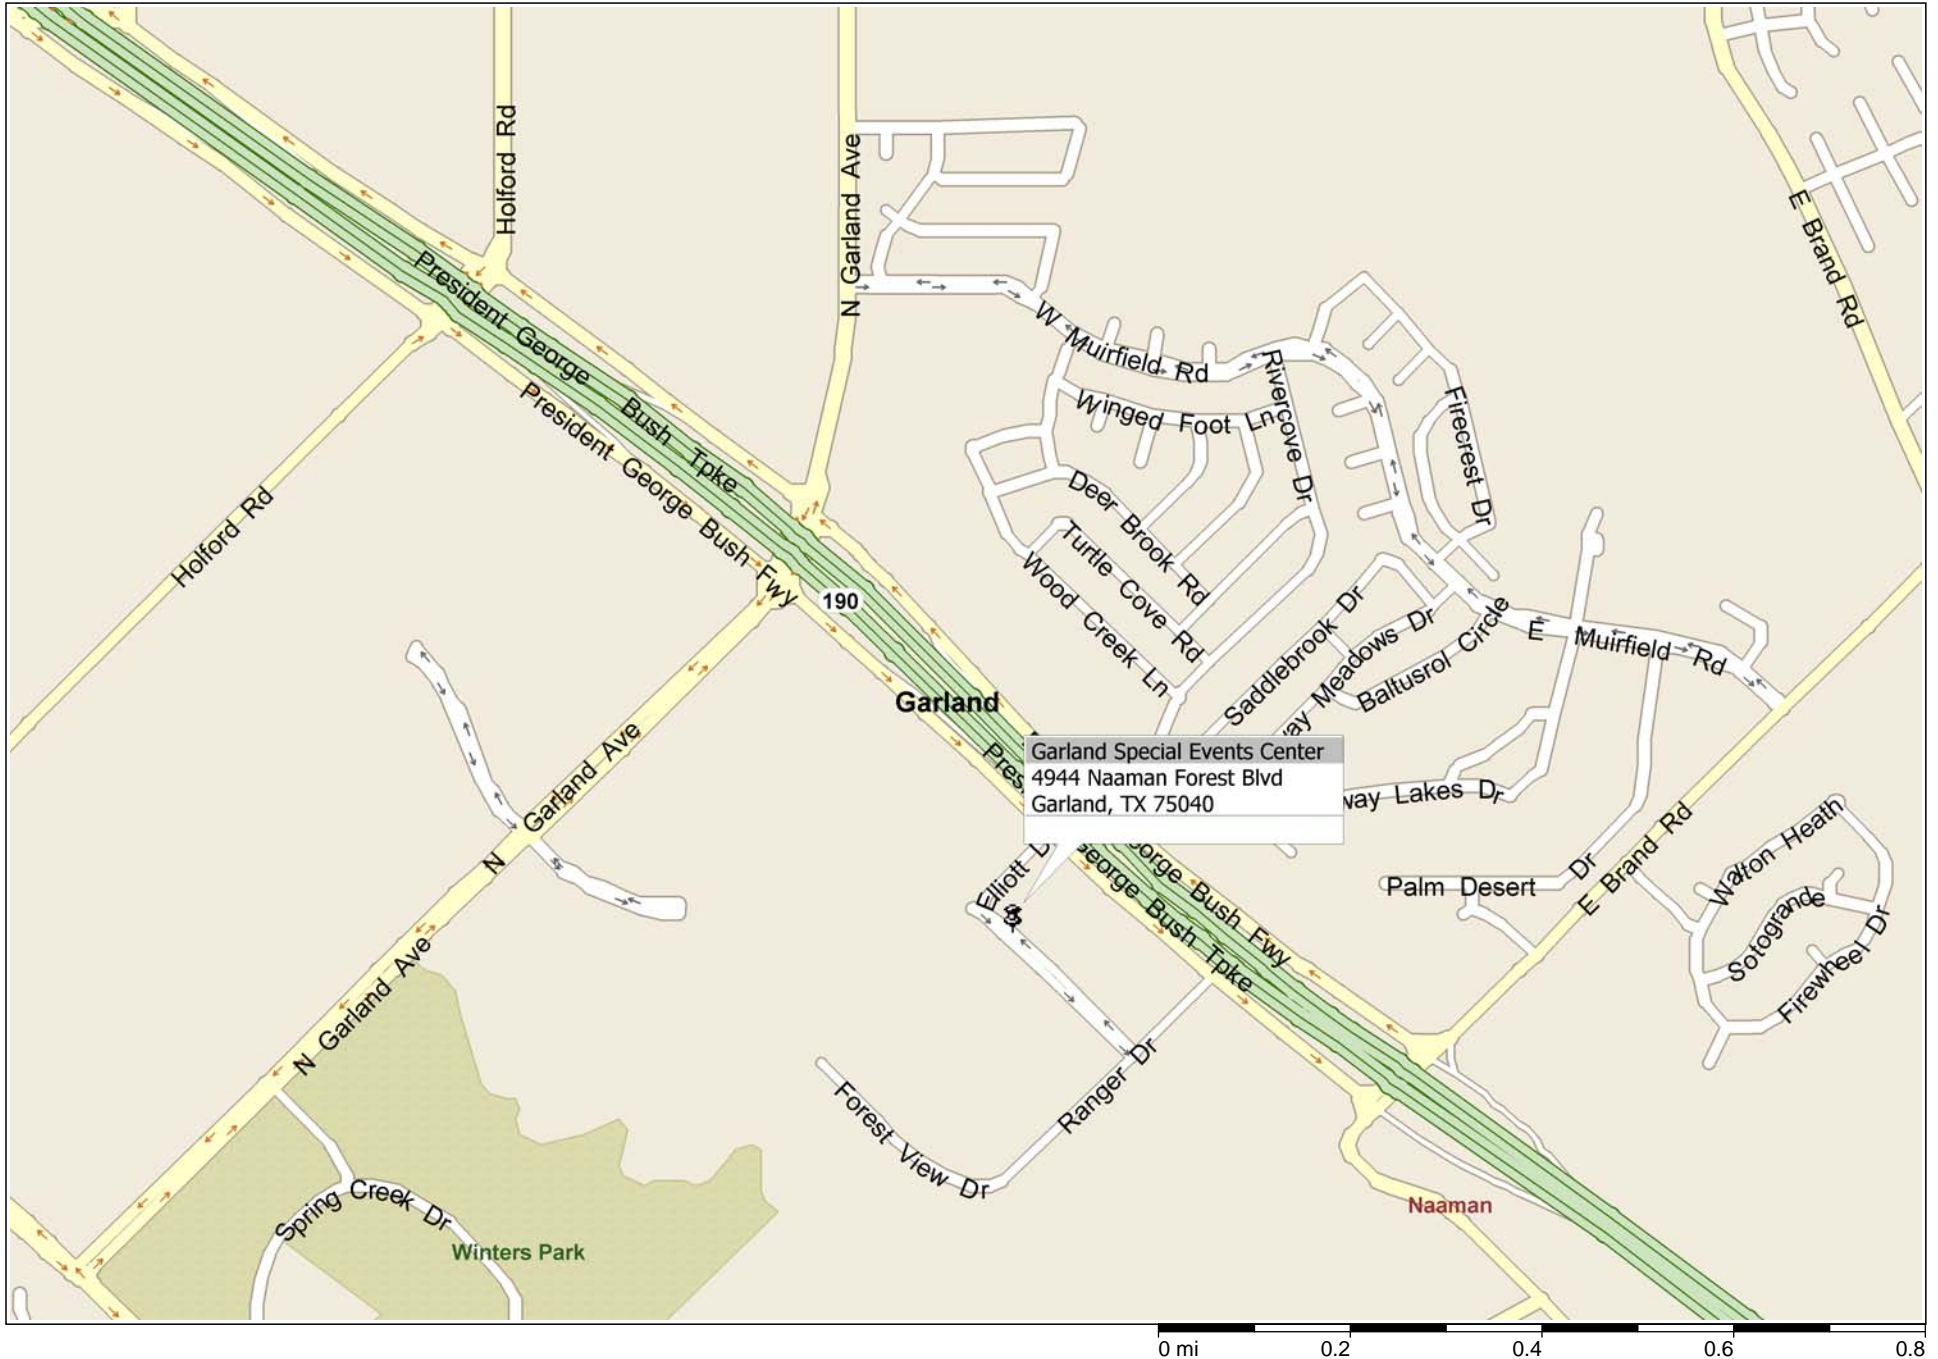 Holford Rd
N Garland Ave
E Brand Rd
President George Bush Tpke
President George Bush Fwy
W Muirfield Rd
Winged Foot Ln
Rivercove Dr
Firecrest Dr
Deer Brook Rd
Turtle Cove Rd
Wood Creek Ln
Holford Rd
190
Saddlebrook Dr
way Meadows Dr
Baltusrol Circle
E Muirfield Rd
Garland
N Garland Ave
Pres
Garland Special Events Center
4944 Naaman Forest Blvd
Garland, TX 75040
way Lakes Dr
Elliott D
George Bush Fwy
George Bush Tpke
Palm Desert Dr
E Brand Rd
Walton Heath
Sotogrande
Firewheel Dr
N Garland Ave
Ranger Dr
Forest View Dr
Spring Creek Dr
Winters Park
Naaman
0 mi 0.2 0.4 0.6 0.8